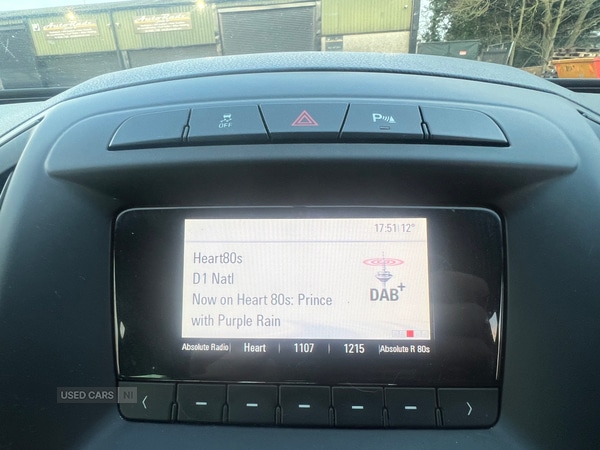 OFF
P
17:51 12°
Heart80s
D1 Natl
Now on Heart 80s: Prince
with Purple Rain
DAB+
Absolute Radio Heart 1107 1215 Absolute R 80s
USED CARS NI